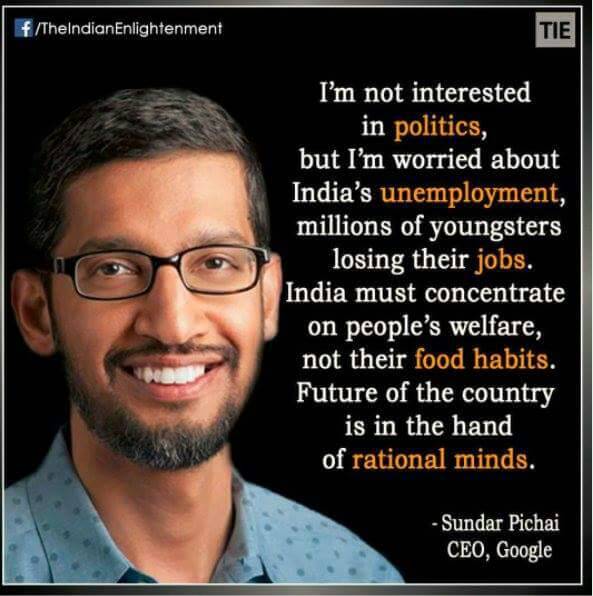 f /TheIndianEnlightenment
TIE
I'm not interested
in politics,
but I'm worried about
India's unemployment,
millions of youngsters
losing their jobs.
India must concentrate
on people's welfare,
not their food habits.
Future of the country
is in the hand
of rational minds.
- Sundar Pichai
CEO, Google